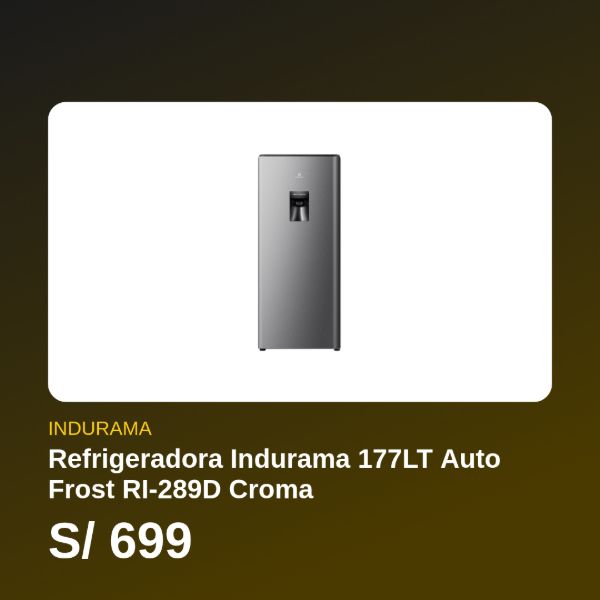 INDURAMA
Refrigeradora Indurama 177LT Auto
Frost RI-289D Croma
S/ 699